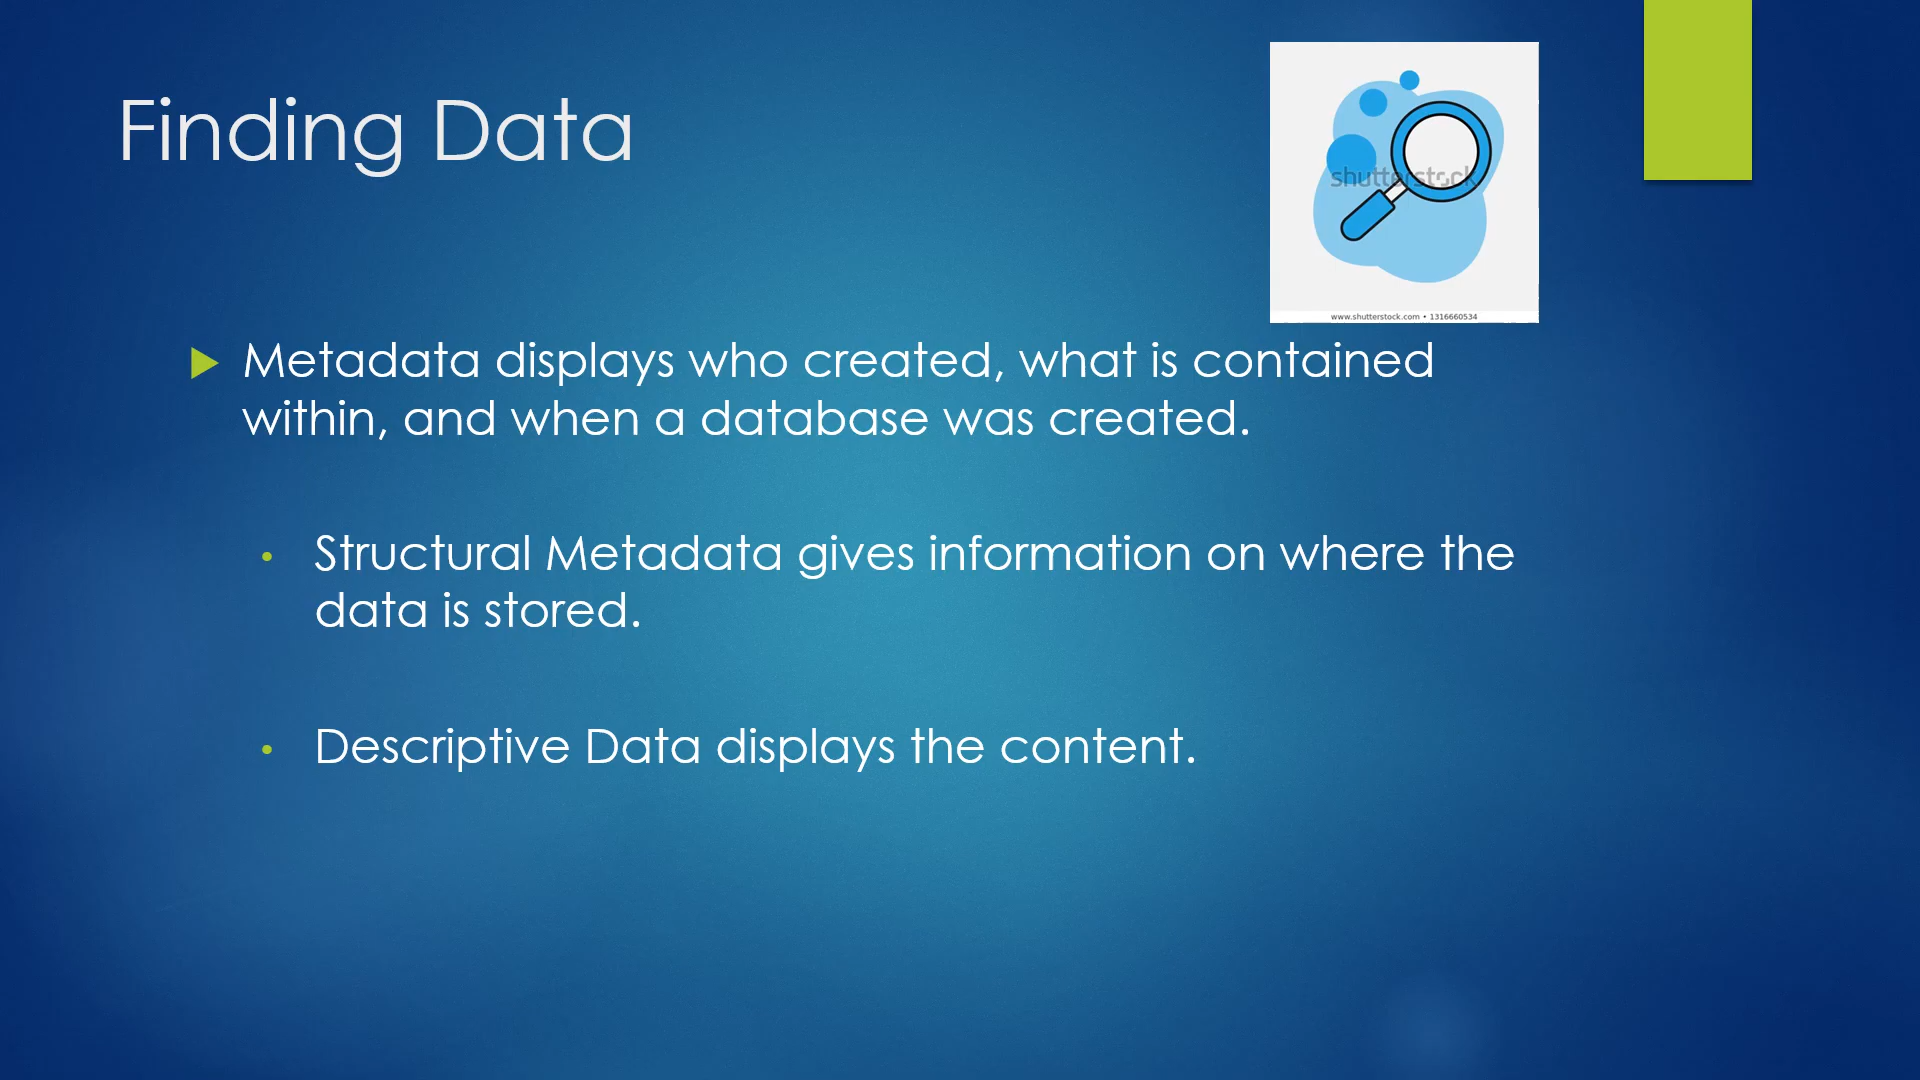 Finding Data
shutterstock
www.shutterstock.com • 1316660534
Metadata displays who created, what is contained
within, and when a database was created.
• Structural Metadata gives information on where the
data is stored.
• Descriptive Data displays the content.